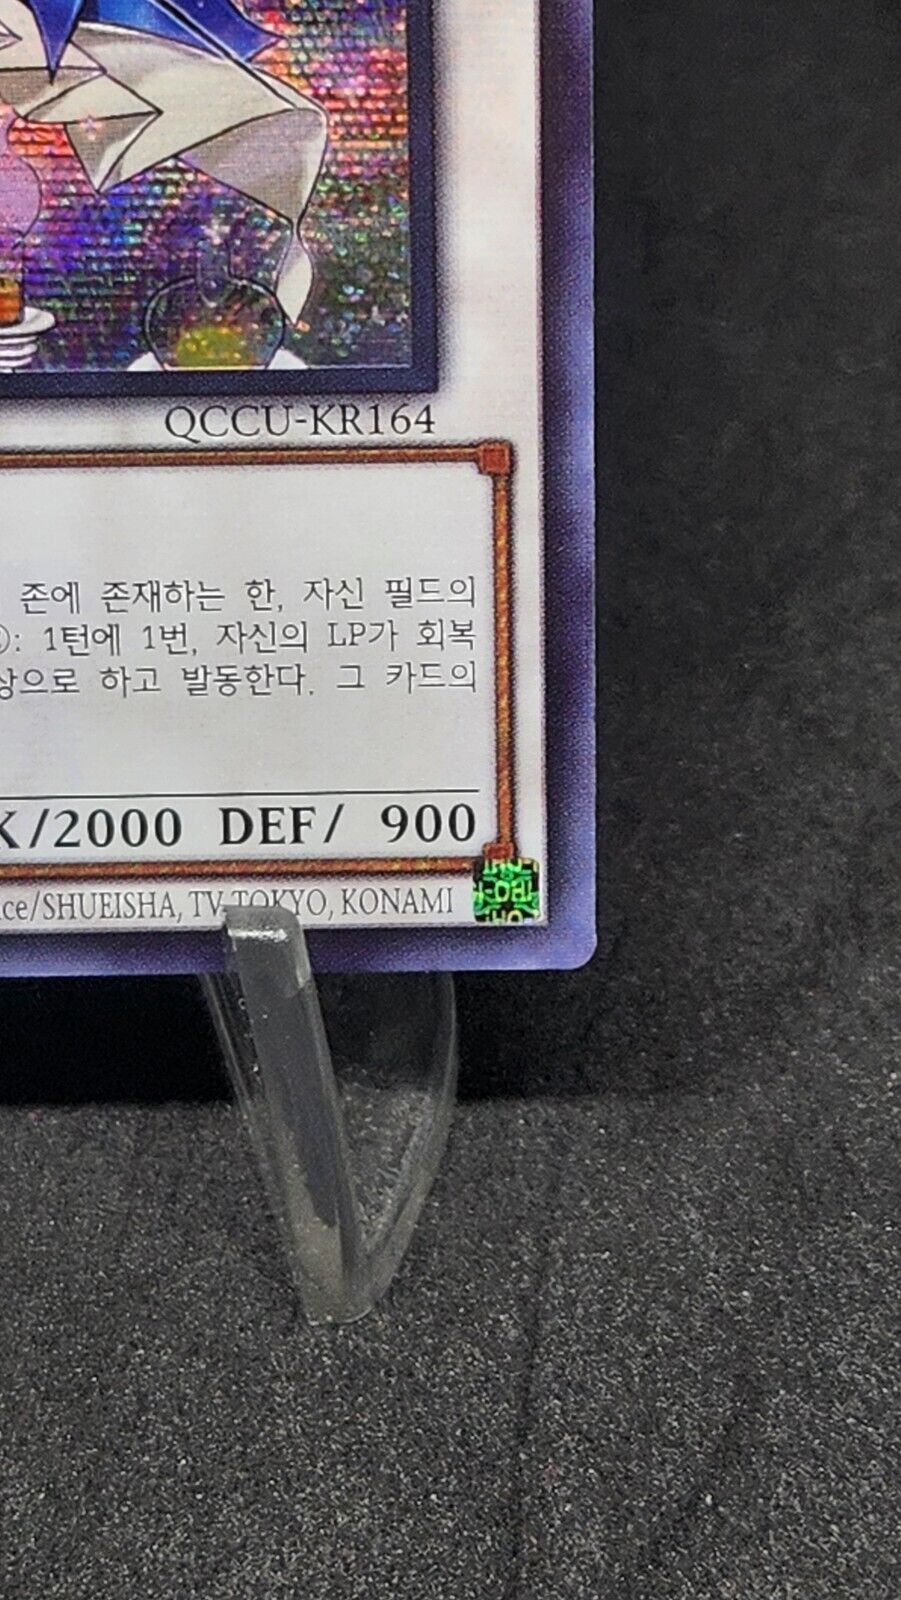 QCCU-KR164
존에 존재하는 한, 자신 필드의
: 1턴에 1번, 자신의 LP가 회복
상으로 하고 발동한다. 그 카드의
/2000 DEF/ 900
/SHUEISHA, TV TOKYO, KONAMI